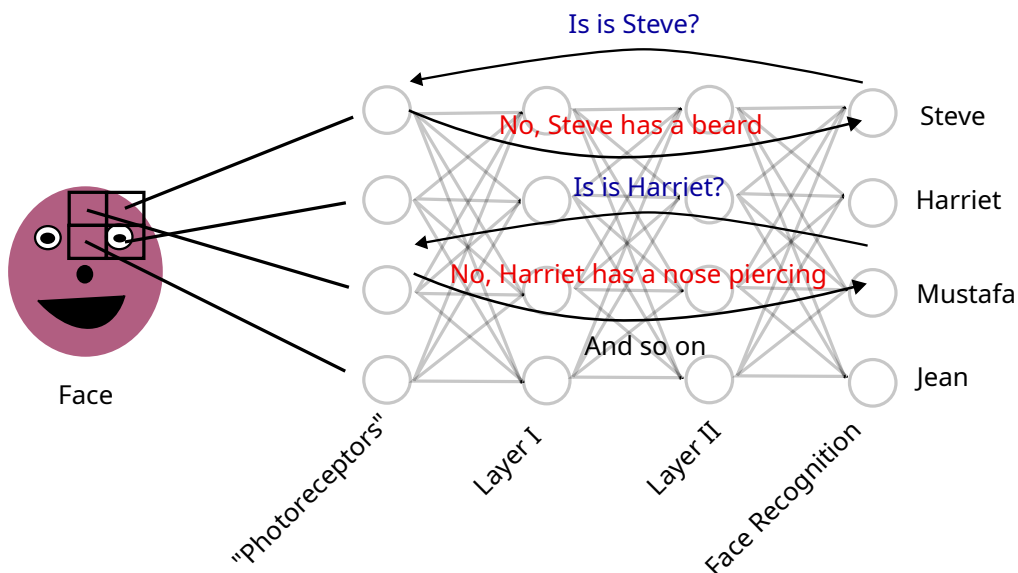 Is is Steve?
No, Steve has a beard
Is is Harriet?
No, Harriet has a nose piercing
And so on
Steve
Harriet
Mustafa
Jean
Face
"Photoreceptors"
Layer I
Layer II
Face Recognition